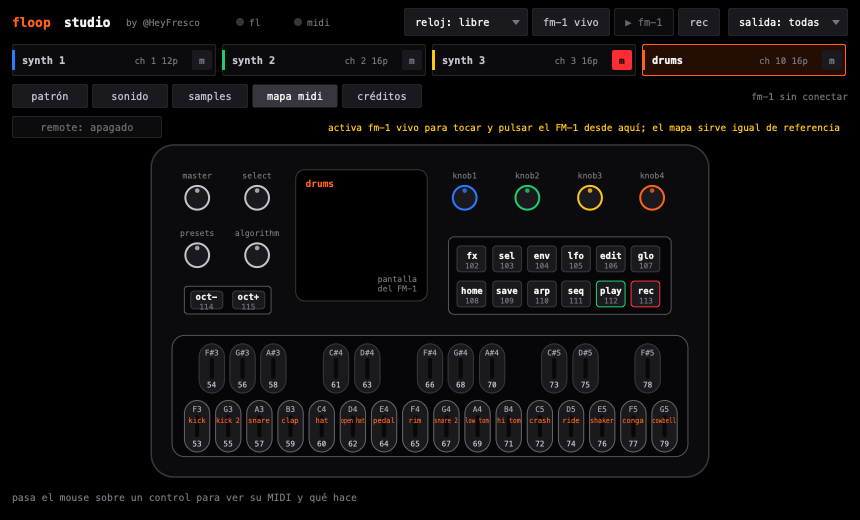 floop studio by @HeyFresco fl midi reloj: libre fm-1 vivo ▶ fm-1 rec salida: todas
synth 1 ch 1 12p m synth 2 ch 2 16p m synth 3 ch 3 16p m drums ch 10 16p m
patrón sonido samples mapa midi créditos fm-1 sin conectar
remote: apagado activa fm-1 vivo para tocar y pulsar el FM-1 desde aquí; el mapa sirve igual de referencia
master select knob1 knob2 knob3 knob4
drums
presets algorithm
fx sel env lfo edit glo
102 103 104 105 106 107
pantalla
del FM-1
home save arp seq play rec
108 109 110 111 112 113
oct– oct+
114 115
F#3 G#3 A#3 C#4 D#4 F#4 G#4 A#4 C#5 D#5 F#5
54 56 58 61 63 66 68 70 73 75 78
F3 G3 A3 B3 C4 D4 E4 F4 G4 A4 B4 C5 D5 E5 F5 G5
kick kick 2 snare clap hat open hat pedal rim snare 2 low tom hi tom crash ride shaker conga cowbell
53 55 57 59 60 62 64 65 67 69 71 72 74 76 77 79
pasa el mouse sobre un control para ver su MIDI y qué hace